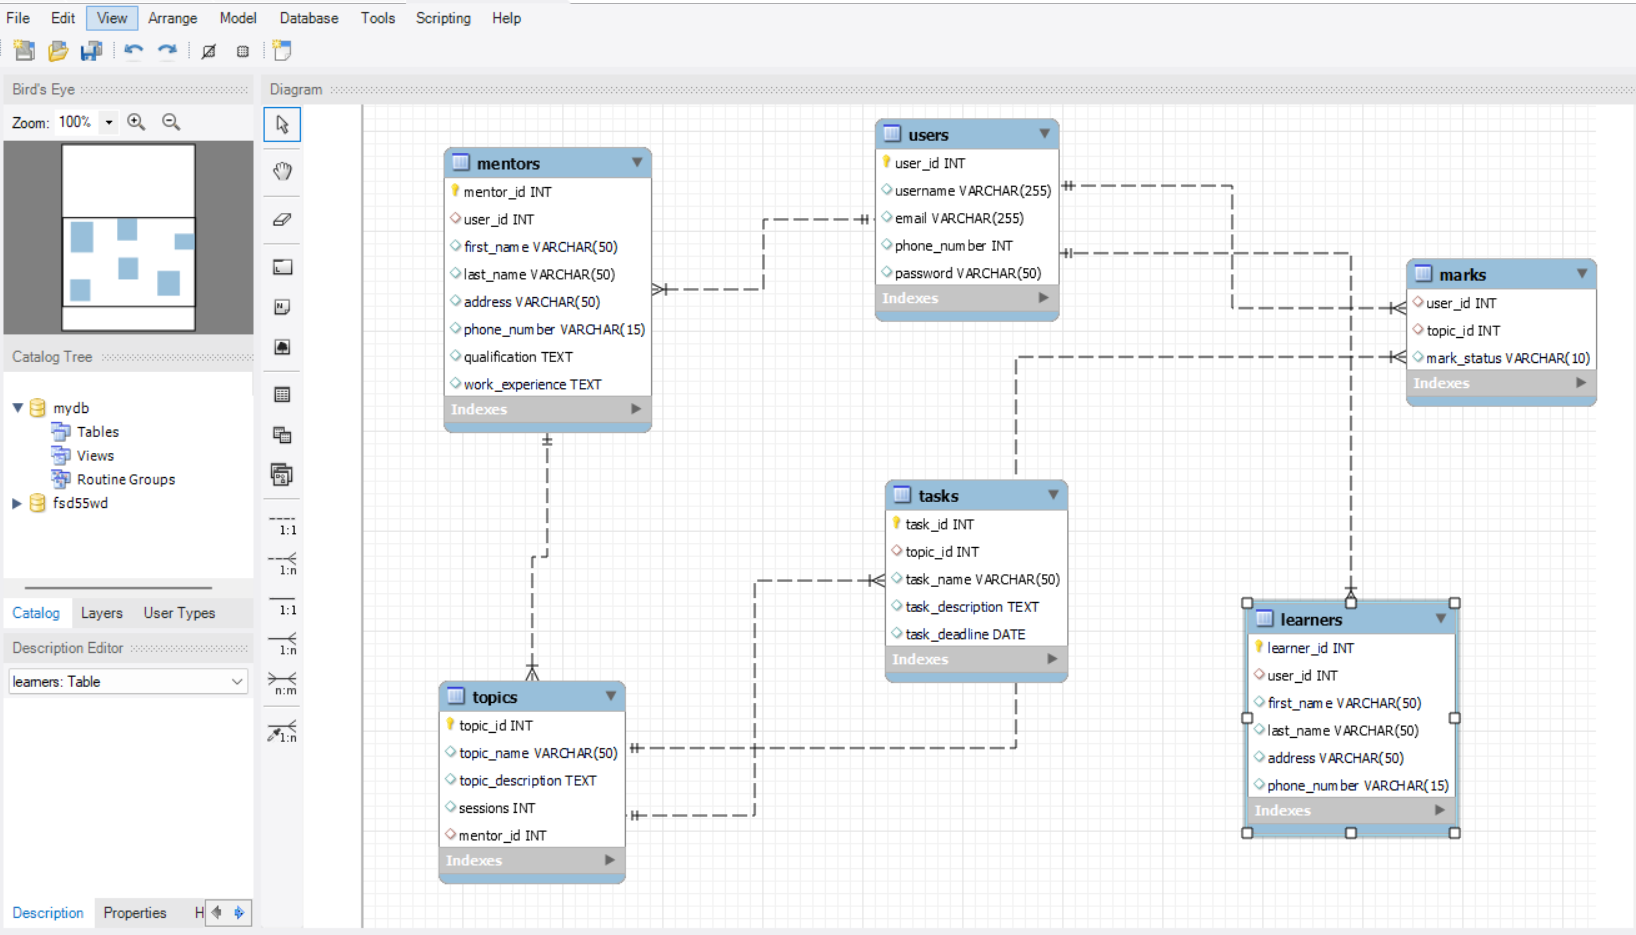 File Edit View Arrange Model Database Tools Scripting Help
Bird's Eye
Zoom: 100%
Catalog Tree
mydb
Tables
Views
Routine Groups
fsd55wd
Catalog Layers User Types
Description Editor
learners: Table
Description Properties H
1:1
1:n
1:1
1:n
n:m
1:n
Diagram
mentors
mentor_id INT
user_id INT
first_name VARCHAR(50)
last_name VARCHAR(50)
address VARCHAR(50)
phone_number VARCHAR(15)
qualification TEXT
work_experience TEXT
Indexes
users
user_id INT
username VARCHAR(255)
email VARCHAR(255)
phone_number INT
password VARCHAR(50)
Indexes
marks
user_id INT
topic_id INT
mark_status VARCHAR(10)
Indexes
tasks
task_id INT
topic_id INT
task_name VARCHAR(50)
task_description TEXT
task_deadline DATE
Indexes
topics
topic_id INT
topic_name VARCHAR(50)
topic_description TEXT
sessions INT
mentor_id INT
Indexes
learners
learner_id INT
user_id INT
first_name VARCHAR(50)
last_name VARCHAR(50)
address VARCHAR(50)
phone_number VARCHAR(15)
Indexes